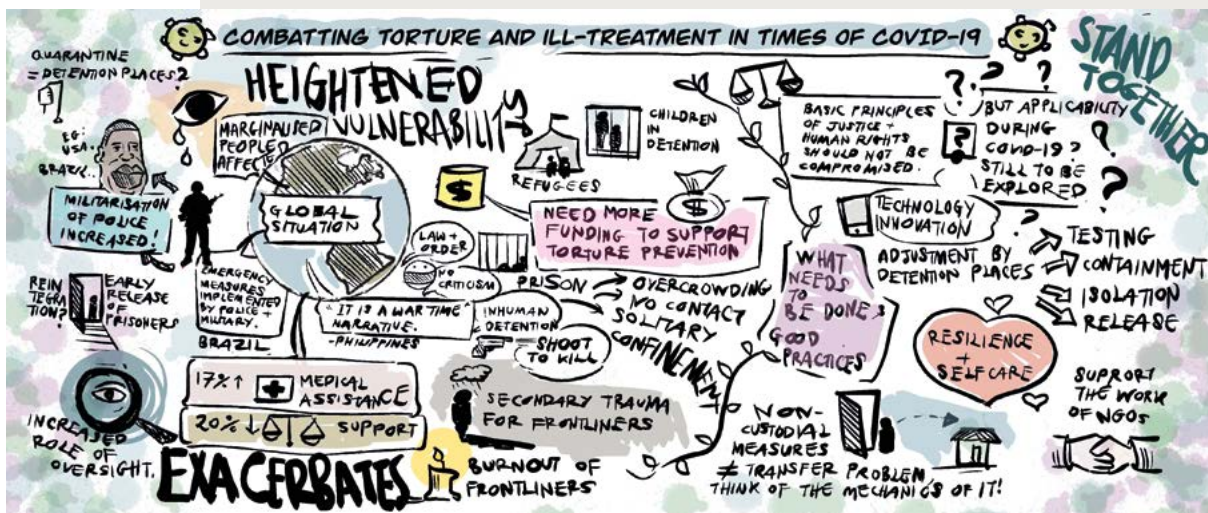 COMBATTING TORTURE AND ILL-TREATMENT IN TIMES OF COVID-19
STAND
TOGETHER
QUARANTINE
= DETENTION PLACES?
EG:
USA.
BRAZIL..
MILITARISATION
OF POLICE
INCREASED!
REIN
TEGRA
TION?
EARLY
RELEASE
OF
PRISONERS
INCREASED
ROLE OF
OVERSIGHT.
HEIGHTENED
VULNERABILITY
MARGINALISED
PEOPLE
AFFECTED
GLOBAL
SITUATION
EMERGENCY
MEASURES
IMPLEMENTED
BY POLICE +
MILITARY.
BRAZIL
LAW +
ORDER
NO
CRITICISM
"IT IS A WAR TIME"
NARRATIVE.
-PHILIPPINES
INHUMAN
DETENTION
SHOOT
TO KILL
17% ↑ MEDICAL
ASSISTANCE
20% ↓ SUPPORT
EXACERBATES
BURNOUT OF
FRONTLINERS
SECONDARY TRAUMA
FOR FRONTLINERS
REFUGEES
CHILDREN
IN
DETENTION
$
$
NEED MORE
FUNDING TO SUPPORT
TORTURE PREVENTION
PRISON
OVERCROWDING
NO CONTACT
SOLITARY
CONFINEMENT
BASIC PRINCIPLES
OF JUSTICE +
HUMAN RIGHTS
SHOULD NOT BE
COMPROMISED.
? ? ?
BUT APPLICABILITY
DURING
COVID-19?
STILL TO BE
EXPLORED
? ? ? ? ?
TECHNOLOGY
INNOVATION
WHAT
NEEDS
TO
BE DONE?
GOOD
PRACTICES
ADJUSTMENT BY
DETENTION PLACES
TESTING
CONTAINMENT
ISOLATION
RELEASE
RESILIENCE
+
SELFCARE
NON-
CUSTODIAL
MEASURES
≠ TRANSFER PROBLEM,
THINK OF THE MECHANICS OF IT!
SUPPORT
THE WORK
OF NGOS